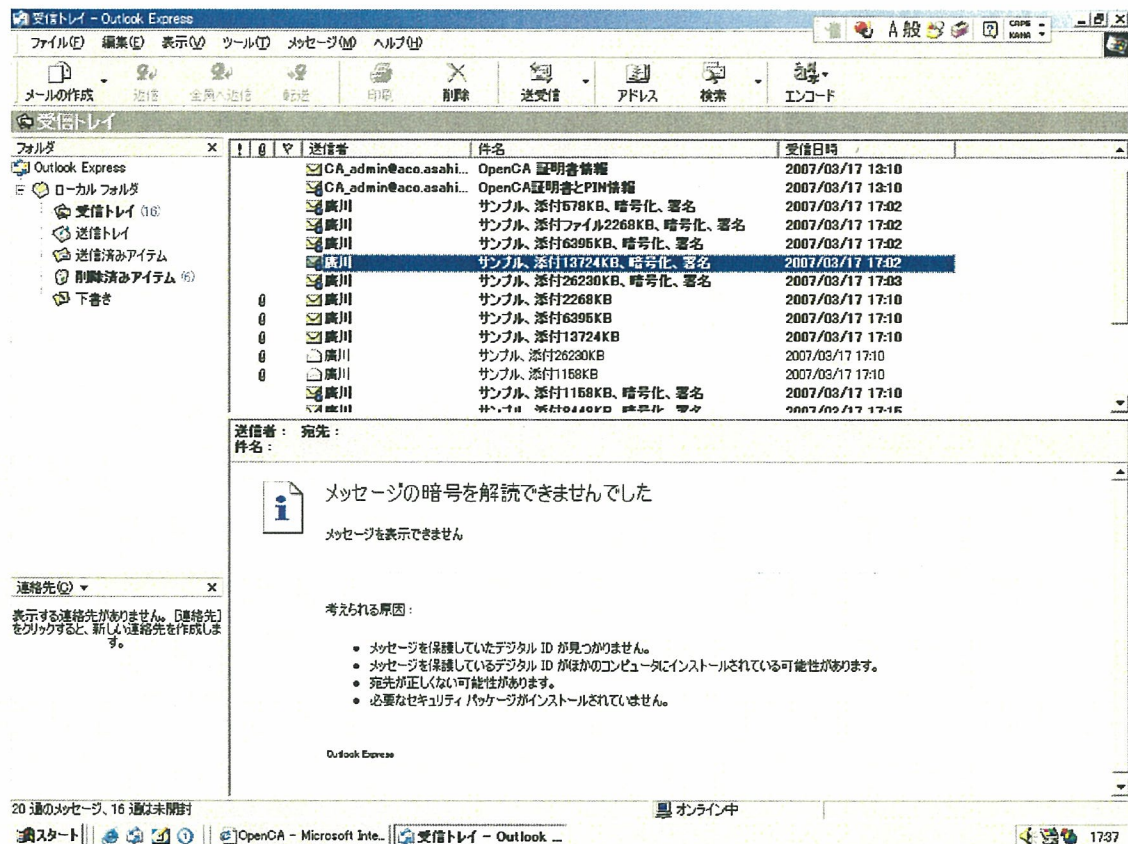 受信トレイ - Outlook Express
A 般 CAPS KANA
ファイル(F) 編集(E) 表示(V) ツール(T) メッセージ(M) ヘルプ(H)
メールの作成 返信 全員へ返信 転送 印刷 削除 送受信 アドレス 検索 エンコード
受信トレイ
フォルダ
Outlook Express
ローカル フォルダ
受信トレイ (16)
送信トレイ
送信済みアイテム
削除済みアイテム (6)
下書き
送信者 件名 受信日時
CA_admin@aco.asahi... OpenCA 証明書情報 2007/03/17 13:10
CA_admin@aco.asahi... OpenCA証明書とPIN情報 2007/03/17 13:10
廣川 サンプル、添付578KB、暗号化、署名 2007/03/17 17:02
廣川 サンプル、添付ファイル2268KB、暗号化、署名 2007/03/17 17:02
廣川 サンプル、添付6395KB、暗号化、署名 2007/03/17 17:02
廣川 サンプル、添付13724KB、暗号化、署名 2007/03/17 17:02
廣川 サンプル、添付26230KB、暗号化、署名 2007/03/17 17:03
廣川 サンプル、添付2268KB 2007/03/17 17:10
廣川 サンプル、添付6395KB 2007/03/17 17:10
廣川 サンプル、添付13724KB 2007/03/17 17:10
廣川 サンプル、添付26230KB 2007/03/17 17:10
廣川 サンプル、添付1158KB 2007/03/17 17:10
廣川 サンプル、添付1158KB、暗号化、署名 2007/03/17 17:10
廣川 サンプル、添付8448KB、暗号化、署名 2007/03/17 17:15
送信者: 宛先:
件名:
メッセージの暗号を解読できませんでした
メッセージを表示できません
考えられる原因:
• メッセージを保護していたデジタル ID が見つかりません。
• メッセージを保護しているデジタル ID がほかのコンピュータにインストールされている可能性があります。
• 宛先が正しくない可能性があります。
• 必要なセキュリティ パッケージがインストールされていません。
Outlook Express
連絡先(C)
表示する連絡先がありません。[連絡先]
をクリックすると、新しい連絡先を作成しま
す。
20 通のメッセージ、16 通は未開封
オンライン中
スタート OpenCA - Microsoft Inte... 受信トレイ - Outlook ... 17:37